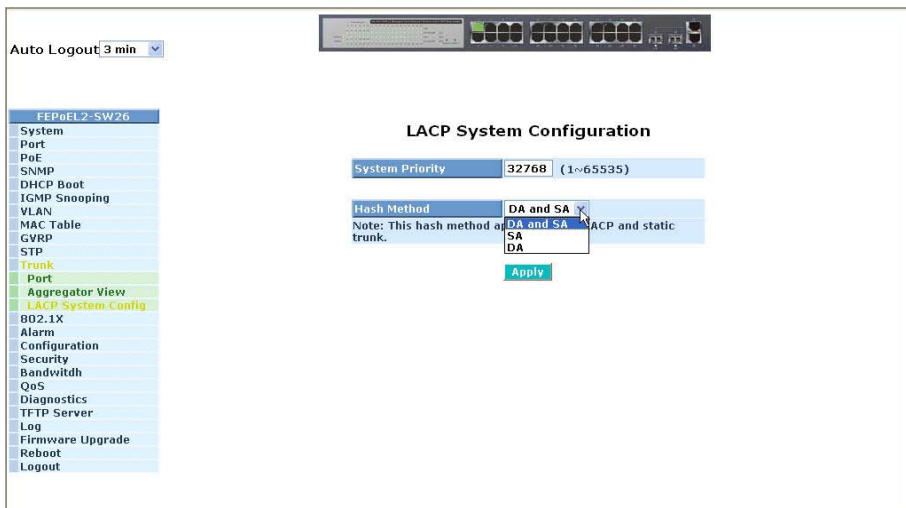 Auto Logout 3 min
FEPoEL2-SW26
System
Port
PoE
SNMP
DHCP Boot
IGMP Snooping
VLAN
MAC Table
GVRP
STP
Trunk
Port
Aggregator View
LACP System Config
802.1X
Alarm
Configuration
Security
Bandwitdh
QoS
Diagnostics
TFTP Server
Log
Firmware Upgrade
Reboot
Logout
LACP System Configuration
System Priority 32768 (1~65535)
Hash Method DA and SA
Note: This hash method ACP and static
trunk.
DA and SA
SA
DA
Apply